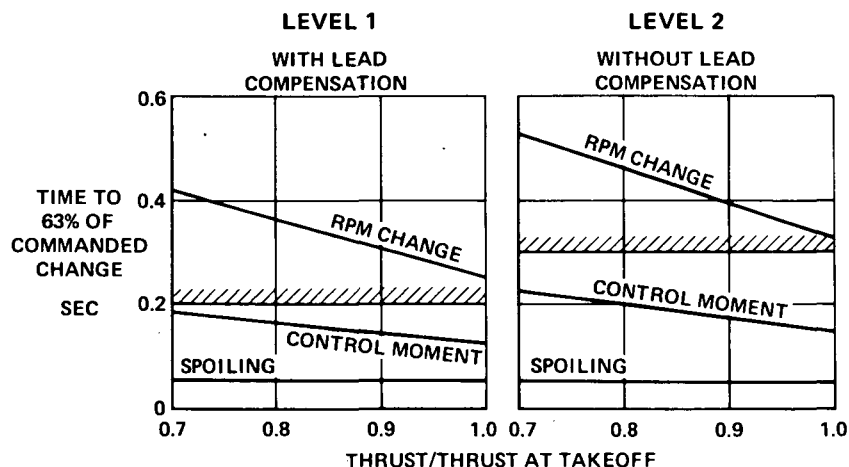 LEVEL 1
WITH LEAD
COMPENSATION
LEVEL 2
WITHOUT LEAD
COMPENSATION
TIME TO
63% OF
COMMANDED
CHANGE
SEC
0.6
0.4
0.2
0
RPM CHANGE
CONTROL MOMENT
SPOILING
0.7
0.8
0.9
1.0
RPM CHANGE
CONTROL MOMENT
SPOILING
0.7
0.8
0.9
1.0
THRUST/THRUST AT TAKEOFF